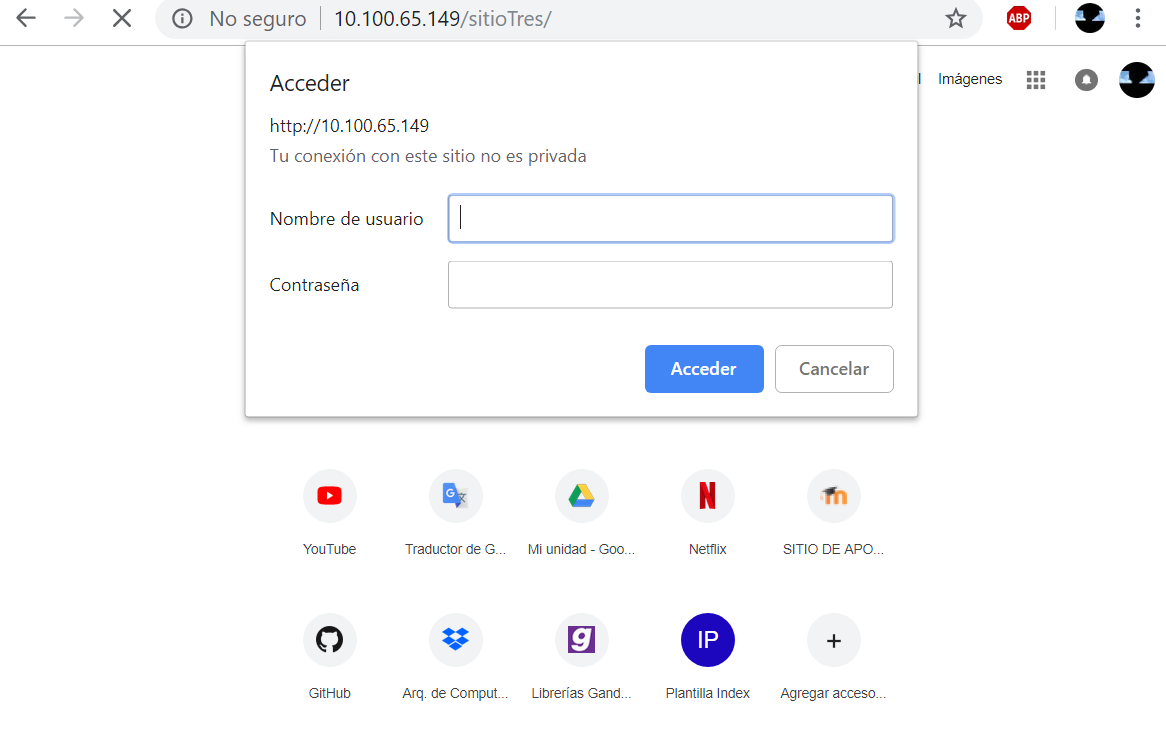 No seguro
10.100.65.149/sitioTres/
ABP
Acceder
http://10.100.65.149
Tu conexión con este sitio no es privada
Nombre de usuario
Contraseña
Acceder Cancelar
Imágenes
YouTube
Traductor de G...
Mi unidad - Goo...
Netflix
SITIO DE APO...
GitHub
Arq. de Comput...
Librerías Gand...
IP
Plantilla Index
Agregar acceso...